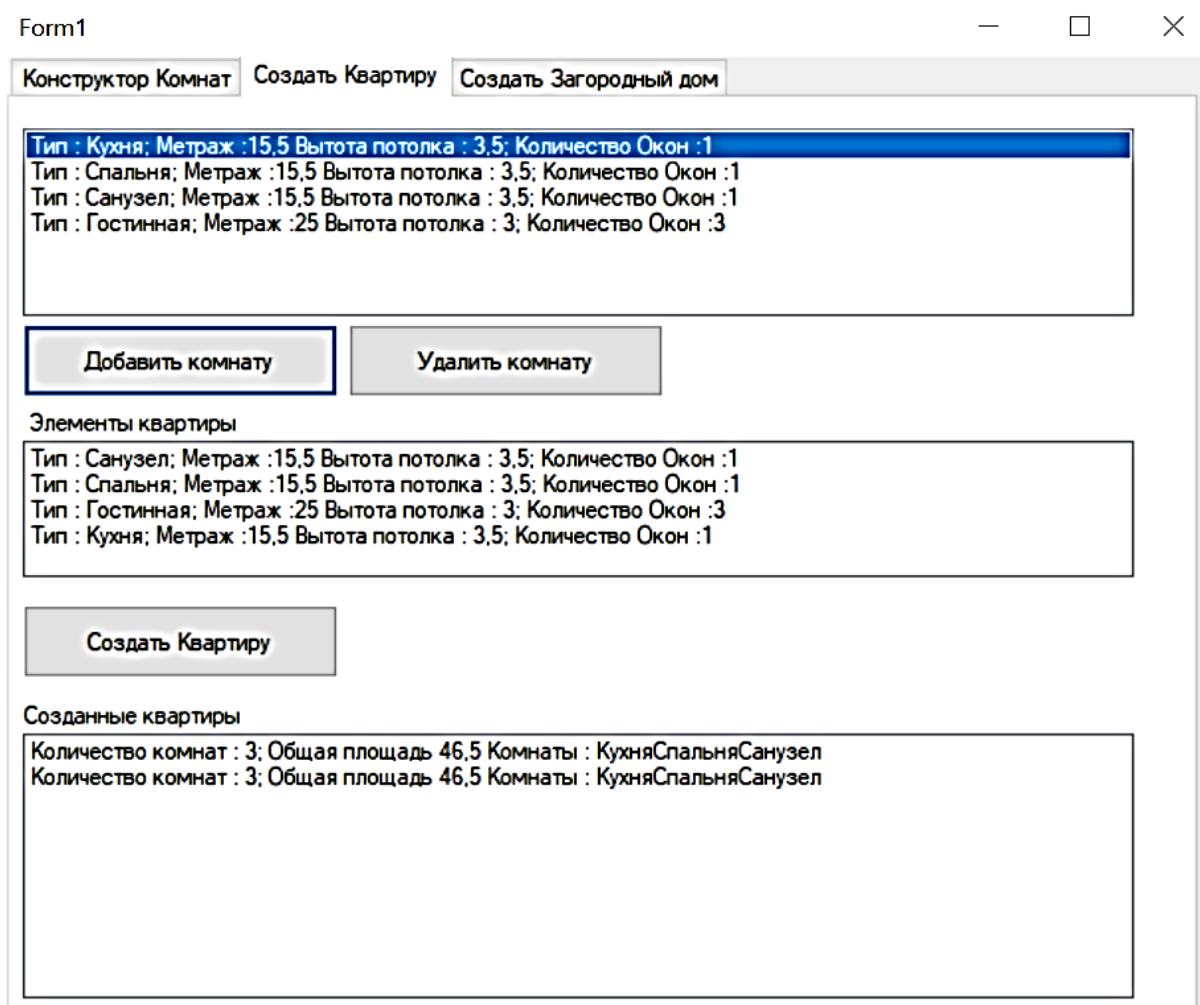 Form1
Конструктор Комнат Создать Квартиру Создать Загородный дом
Тип : Кухня; Метраж :15,5 Вытота потолка : 3,5; Количество Окон :1
Тип : Спальня; Метраж :15,5 Вытота потолка : 3,5; Количество Окон :1
Тип : Санузел; Метраж :15,5 Вытота потолка : 3,5; Количество Окон :1
Тип : Гостинная; Метраж :25 Вытота потолка : 3; Количество Окон :3
Добавить комнату Удалить комнату
Элементы квартиры
Тип : Санузел; Метраж :15,5 Вытота потолка : 3,5; Количество Окон :1
Тип : Спальня; Метраж :15,5 Вытота потолка : 3,5; Количество Окон :1
Тип : Гостинная; Метраж :25 Вытота потолка : 3; Количество Окон :3
Тип : Кухня; Метраж :15,5 Вытота потолка : 3,5; Количество Окон :1
Создать Квартиру
Созданные квартиры
Количество комнат : 3; Общая площадь 46,5 Комнаты : КухняСпальняСанузел
Количество комнат : 3; Общая площадь 46,5 Комнаты : КухняСпальняСанузел